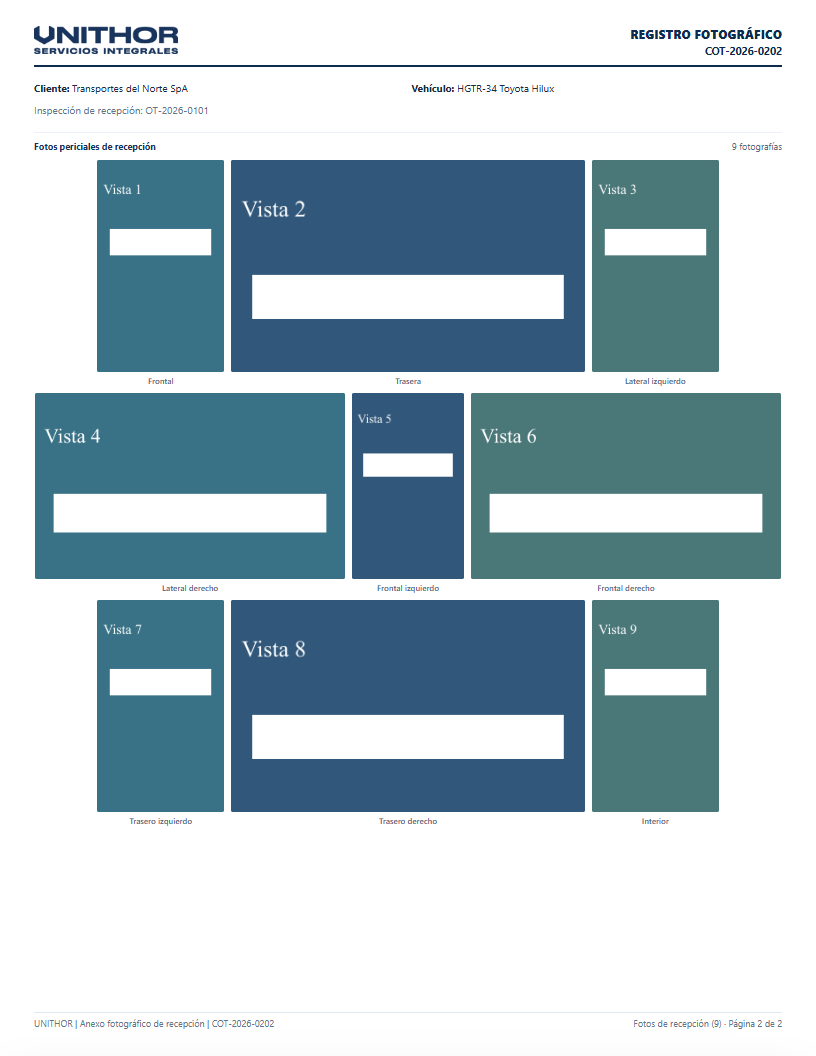 UNITHOR
SERVICIOS INTEGRALES
REGISTRO FOTOGRÁFICO
COT-2026-0202
Cliente: Transportes del Norte SpA
Vehículo: HGTR-34 Toyota Hilux
Inspección de recepción: OT-2026-0101
Fotos periciales de recepción
9 fotografías
Vista 1
Vista 2
Vista 3
Frontal
Trasera
Lateral izquierdo
Vista 4
Vista 5
Vista 6
Lateral derecho
Frontal izquierdo
Frontal derecho
Vista 7
Vista 8
Vista 9
Trasero izquierdo
Trasero derecho
Interior
UNITHOR | Anexo fotográfico de recepción | COT-2026-0202
Fotos de recepción (9) · Página 2 de 2